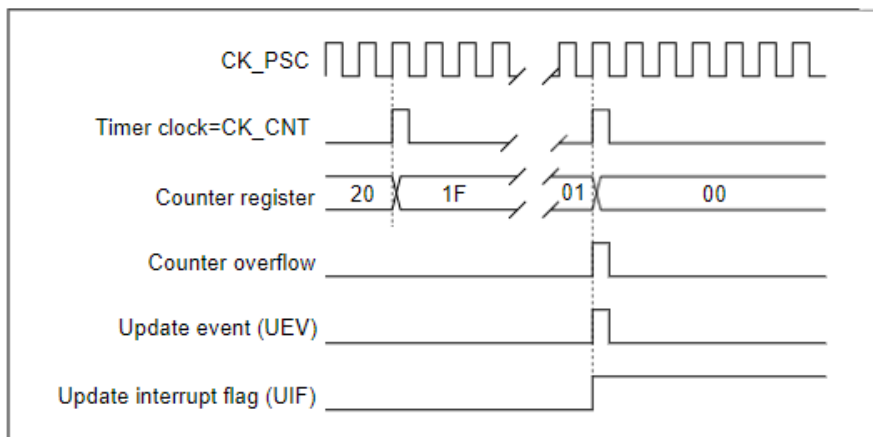 CK_PSC
Timer clock=CK_CNT
Counter register 20 1F 01 00
Counter overflow
Update event (UEV)
Update interrupt flag (UIF)